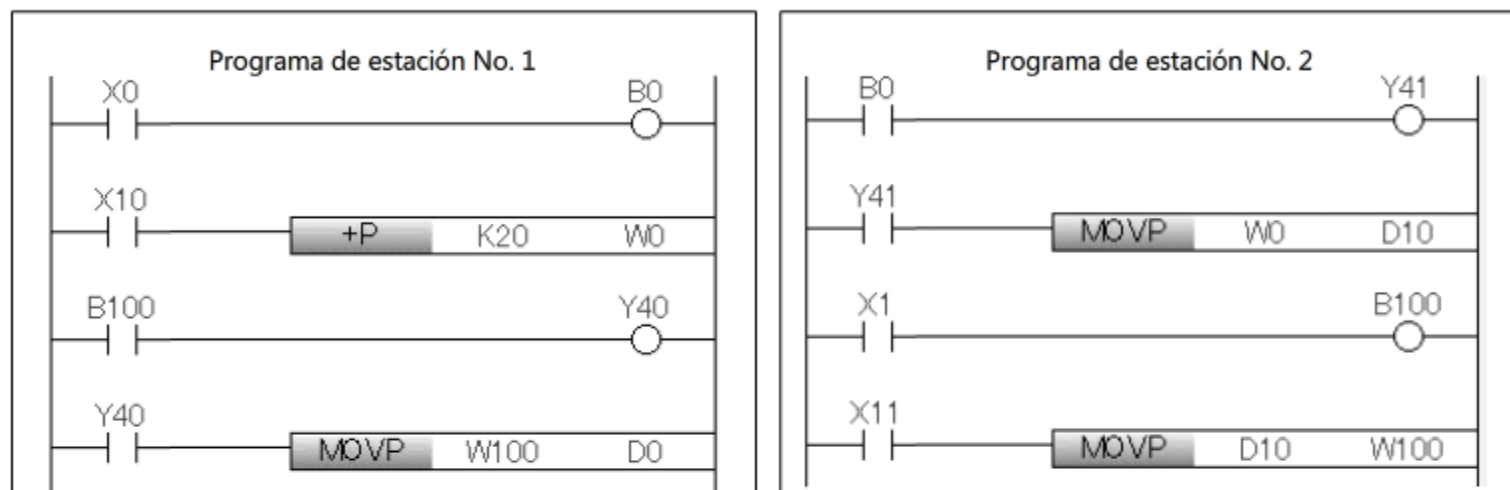 Programa de estación No. 1
X0 B0
X10 +P K20 W0
B100 Y40
Y40 MOVP W100 D0
Programa de estación No. 2
B0 Y41
Y41 MOVP W0 D10
X1 B100
X11 MOVP D10 W100